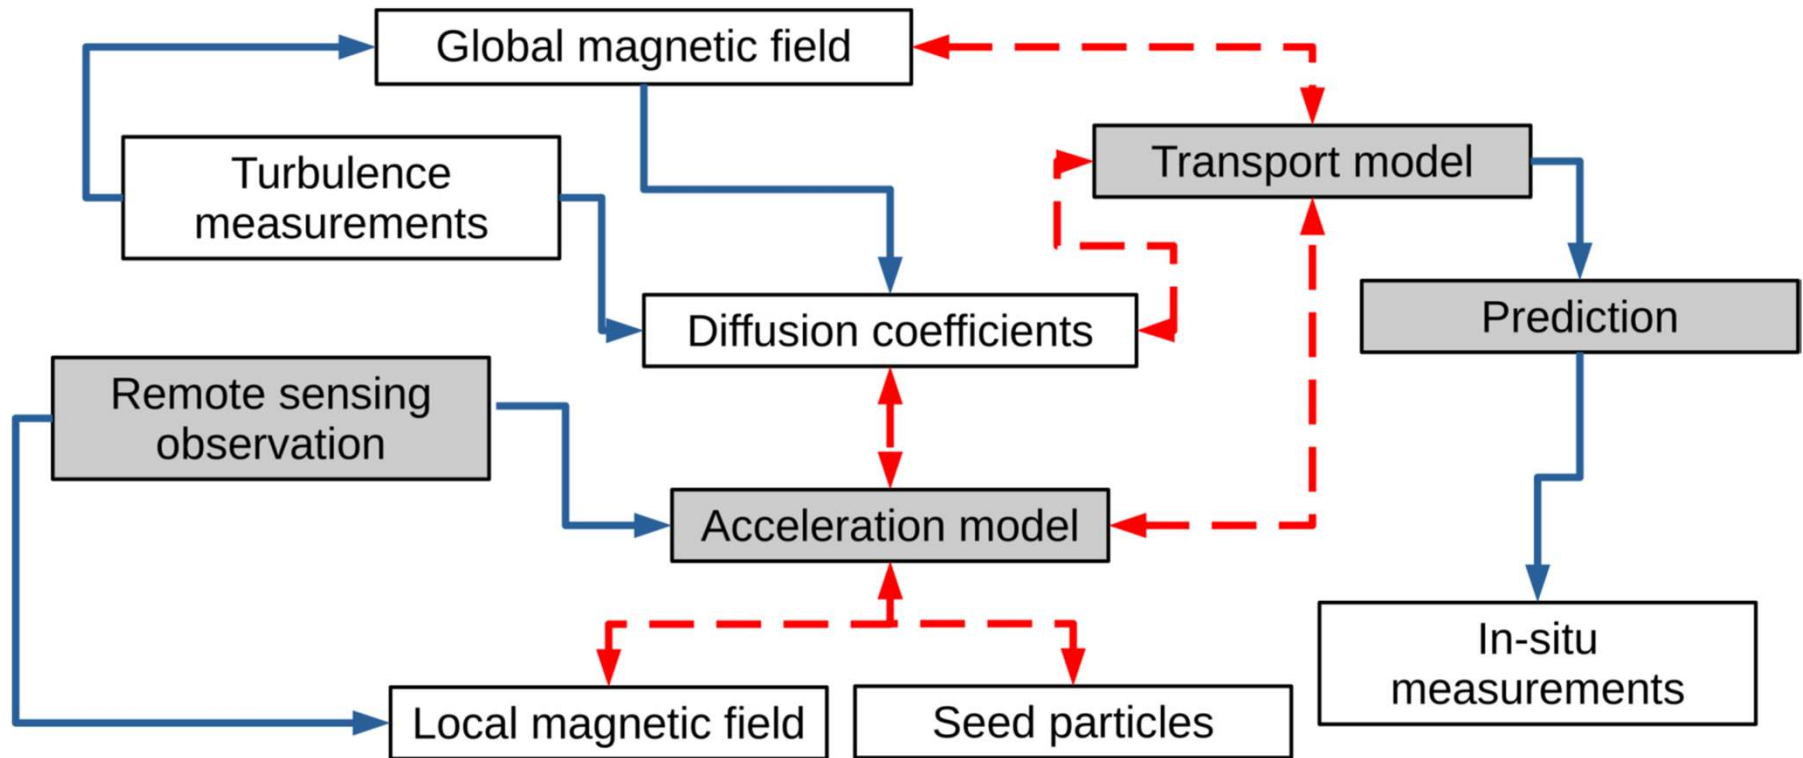 Global magnetic field
Transport model
Turbulence
measurements
Prediction
Diffusion coefficients
Remote sensing
observation
Acceleration model
In-situ
measurements
Local magnetic field
Seed particles